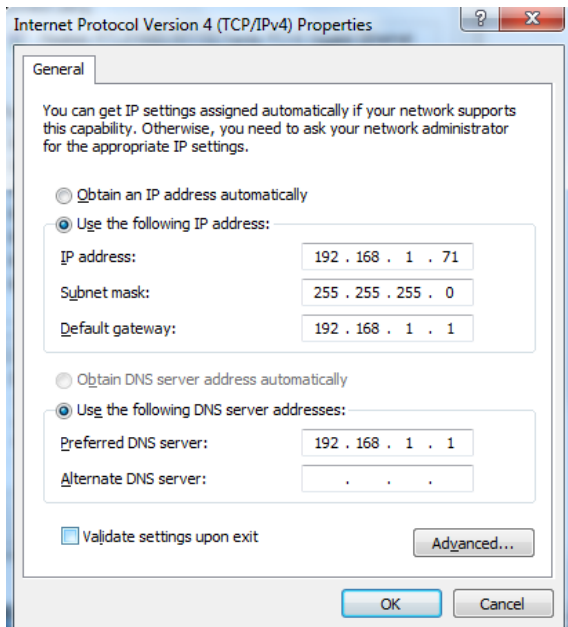 Internet Protocol Version 4 (TCP/IPv4) Properties
General
You can get IP settings assigned automatically if your network supports
this capability. Otherwise, you need to ask your network administrator
for the appropriate IP settings.
Obtain an IP address automatically
Use the following IP address:
IP address: 192 . 168 . 1 . 71
Subnet mask: 255 . 255 . 255 . 0
Default gateway: 192 . 168 . 1 . 1
Obtain DNS server address automatically
Use the following DNS server addresses:
Preferred DNS server: 192 . 168 . 1 . 1
Alternate DNS server: . . .
Validate settings upon exit
Advanced...
OK Cancel